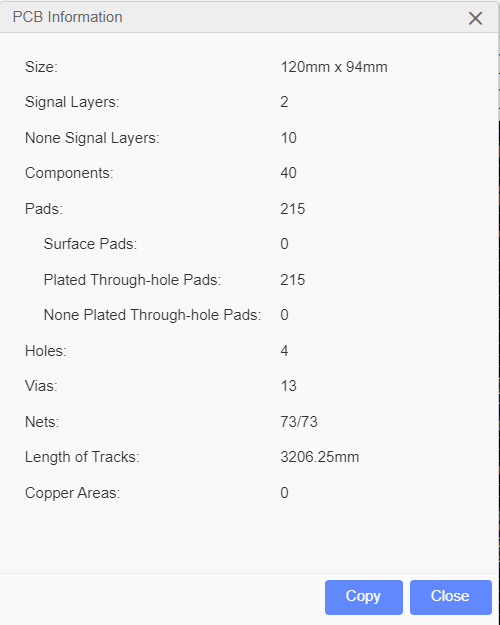 PCB Information
Size: 120mm x 94mm
Signal Layers: 2
None Signal Layers: 10
Components: 40
Pads: 215
Surface Pads: 0
Plated Through-hole Pads: 215
None Plated Through-hole Pads: 0
Holes: 4
Vias: 13
Nets: 73/73
Length of Tracks: 3206.25mm
Copper Areas: 0
Copy Close